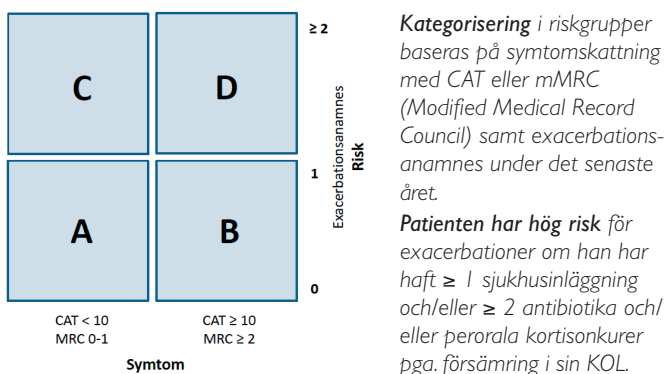 ≥ 2
C
D
1
A
B
0
Exacerbationsanamnes
Risk
CAT < 10
MRC 0-1
CAT ≥ 10
MRC ≥ 2
Symtom
Kategorisering i riskgrupper
baseras på symtomskattning
med CAT eller mMRC
(Modified Medical Record
Council) samt exacerbations-
anamnes under det senaste
året.
Patienten har hög risk för
exacerbationer om han har
haft ≥ 1 sjukhusinläggning
och/eller ≥ 2 antibiotika och/
eller perorala kortisonkurer
pga. försämring i sin KOL.